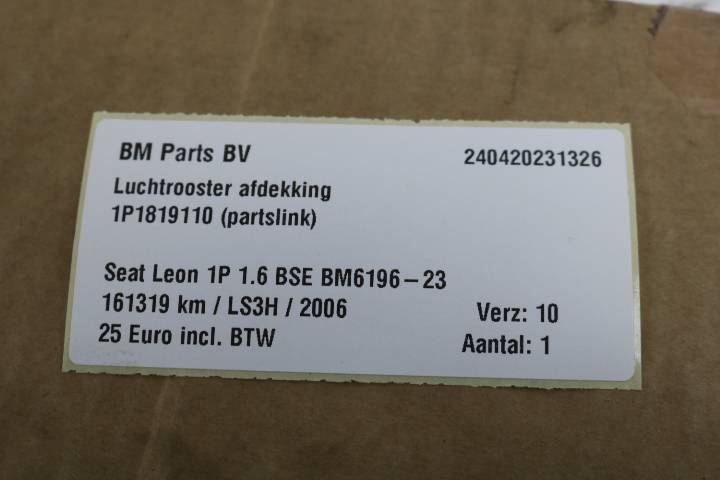 BM Parts BV 240420231326
Luchtrooster afdekking
1P1819110 (partslink)
Seat Leon 1P 1.6 BSE BM6196-23
161319 km / LS3H / 2006 Verz: 10
25 Euro incl. BTW Aantal: 1